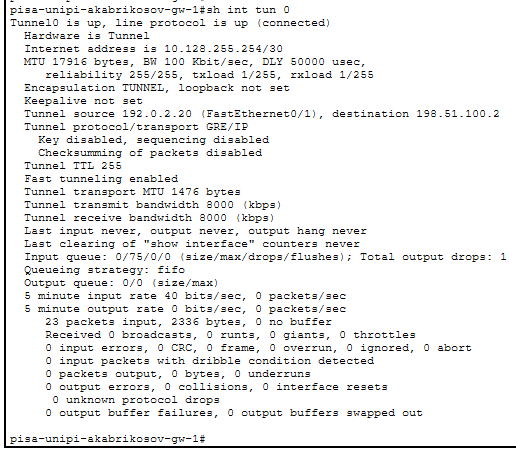 pisa-unipi-akabrikosov-gw-1#sh int tun 0
Tunnel0 is up, line protocol is up (connected)
  Hardware is Tunnel
  Internet address is 10.128.255.254/30
  MTU 17916 bytes, BW 100 Kbit/sec, DLY 50000 usec,
     reliability 255/255, txload 1/255, rxload 1/255
  Encapsulation TUNNEL, loopback not set
  Keepalive not set
  Tunnel source 192.0.2.20 (FastEthernet0/1), destination 198.51.100.2
  Tunnel protocol/transport GRE/IP
    Key disabled, sequencing disabled
    Checksumming of packets disabled
  Tunnel TTL 255
  Fast tunneling enabled
  Tunnel transport MTU 1476 bytes
  Tunnel transmit bandwidth 8000 (kbps)
  Tunnel receive bandwidth 8000 (kbps)
  Last input never, output never, output hang never
  Last clearing of "show interface" counters never
  Input queue: 0/75/0/0 (size/max/drops/flushes); Total output drops: 1
  Queueing strategy: fifo
  Output queue: 0/0 (size/max)
  5 minute input rate 40 bits/sec, 0 packets/sec
  5 minute output rate 0 bits/sec, 0 packets/sec
     23 packets input, 2336 bytes, 0 no buffer
     Received 0 broadcasts, 0 runts, 0 giants, 0 throttles
     0 input errors, 0 CRC, 0 frame, 0 overrun, 0 ignored, 0 abort
     0 input packets with dribble condition detected
     0 packets output, 0 bytes, 0 underruns
     0 output errors, 0 collisions, 0 interface resets
      0 unknown protocol drops
     0 output buffer failures, 0 output buffers swapped out
pisa-unipi-akabrikosov-gw-1#